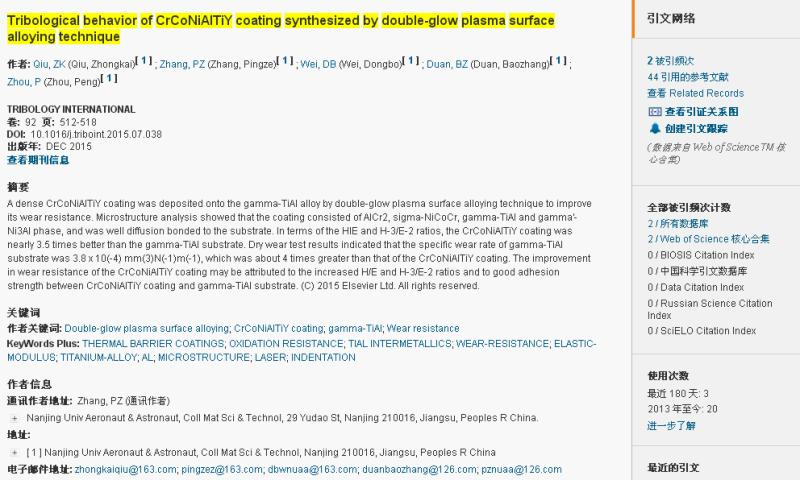 Tribological behavior of CrCoNiAlTiY coating synthesized by double-glow plasma surface
alloying technique
作者: Qiu, ZK (Qiu, Zhongkai)[ 1 ] ; Zhang, PZ (Zhang, Pingze)[ 1 ] ; Wei, DB (Wei, Dongbo)[ 1 ] ; Duan, BZ (Duan, Baozhang)[ 1 ] ;
Zhou, P (Zhou, Peng)[ 1 ]
TRIBOLOGY INTERNATIONAL
卷: 92 页: 512-518
DOI: 10.1016/j.triboint.2015.07.038
出版年: DEC 2015
查看期刊信息
摘要
A dense CrCoNiAlTiY coating was deposited onto the gamma-TiAl alloy by double-glow plasma surface alloying technique to improve
its wear resistance. Microstructure analysis showed that the coating consisted of AlCr2, sigma-NiCoCr, gamma-TiAl and gamma'-
Ni3Al phase, and was well diffusion bonded to the substrate. In terms of the HIE and H-3/E-2 ratios, the CrCoNiAlTiY coating was
nearly 3.5 times better than the gamma-TiAl substrate. Dry wear test results indicated that the specific wear rate of gamma-TiAl
substrate was 3.8 x 10(-4) mm(3)N(-1)m(-1), which was about 4 times greater than that of the CrCoNiAlTiY coating. The improvement
in wear resistance of the CrCoNiAlTiY coating may be attributed to the increased H/E and H-3/E-2 ratios and to good adhesion
strength between CrCoNiAlTiY coating and gamma-TiAl substrate. (C) 2015 Elsevier Ltd. All rights reserved.
关键词
作者关键词: Double-glow plasma surface alloying; CrCoNiAlTiY coating; gamma-TiAl; Wear resistance
KeyWords Plus: THERMAL BARRIER COATINGS; OXIDATION RESISTANCE; TIAL INTERMETALLICS; WEAR-RESISTANCE; ELASTIC-
MODULUS; TITANIUM-ALLOY; AL; MICROSTRUCTURE; LASER; INDENTATION
作者信息
通讯作者地址: Zhang, PZ (通讯作者)
Nanjing Univ Aeronaut & Astronaut, Coll Mat Sci & Technol, 29 Yudao St, Nanjing 210016, Jiangsu, Peoples R China.
地址:
[ 1 ] Nanjing Univ Aeronaut & Astronaut, Coll Mat Sci & Technol, Nanjing 210016, Jiangsu, Peoples R China
电子邮件地址: zhongkaiqiu@163.com; pingzez@163.com; dbwnuaa@163.com; duanbaozhang@126.com; pznuaa@126.com
引文网络
2 被引频次
44 引用的参考文献
查看 Related Records
查看引证关系图
创建引文跟踪
(数据来自 Web of Science TM 核
心合集)
全部被引频次计数
2 / 所有数据库
2 / Web of Science 核心合集
0 / BIOSIS Citation Index
0 / 中国科学引文数据库
0 / Data Citation Index
0 / Russian Science Citation
Index
0 / SciELO Citation Index
使用次数
最近 180 天: 3
2013 年至今: 20
进一步了解
最近的引文